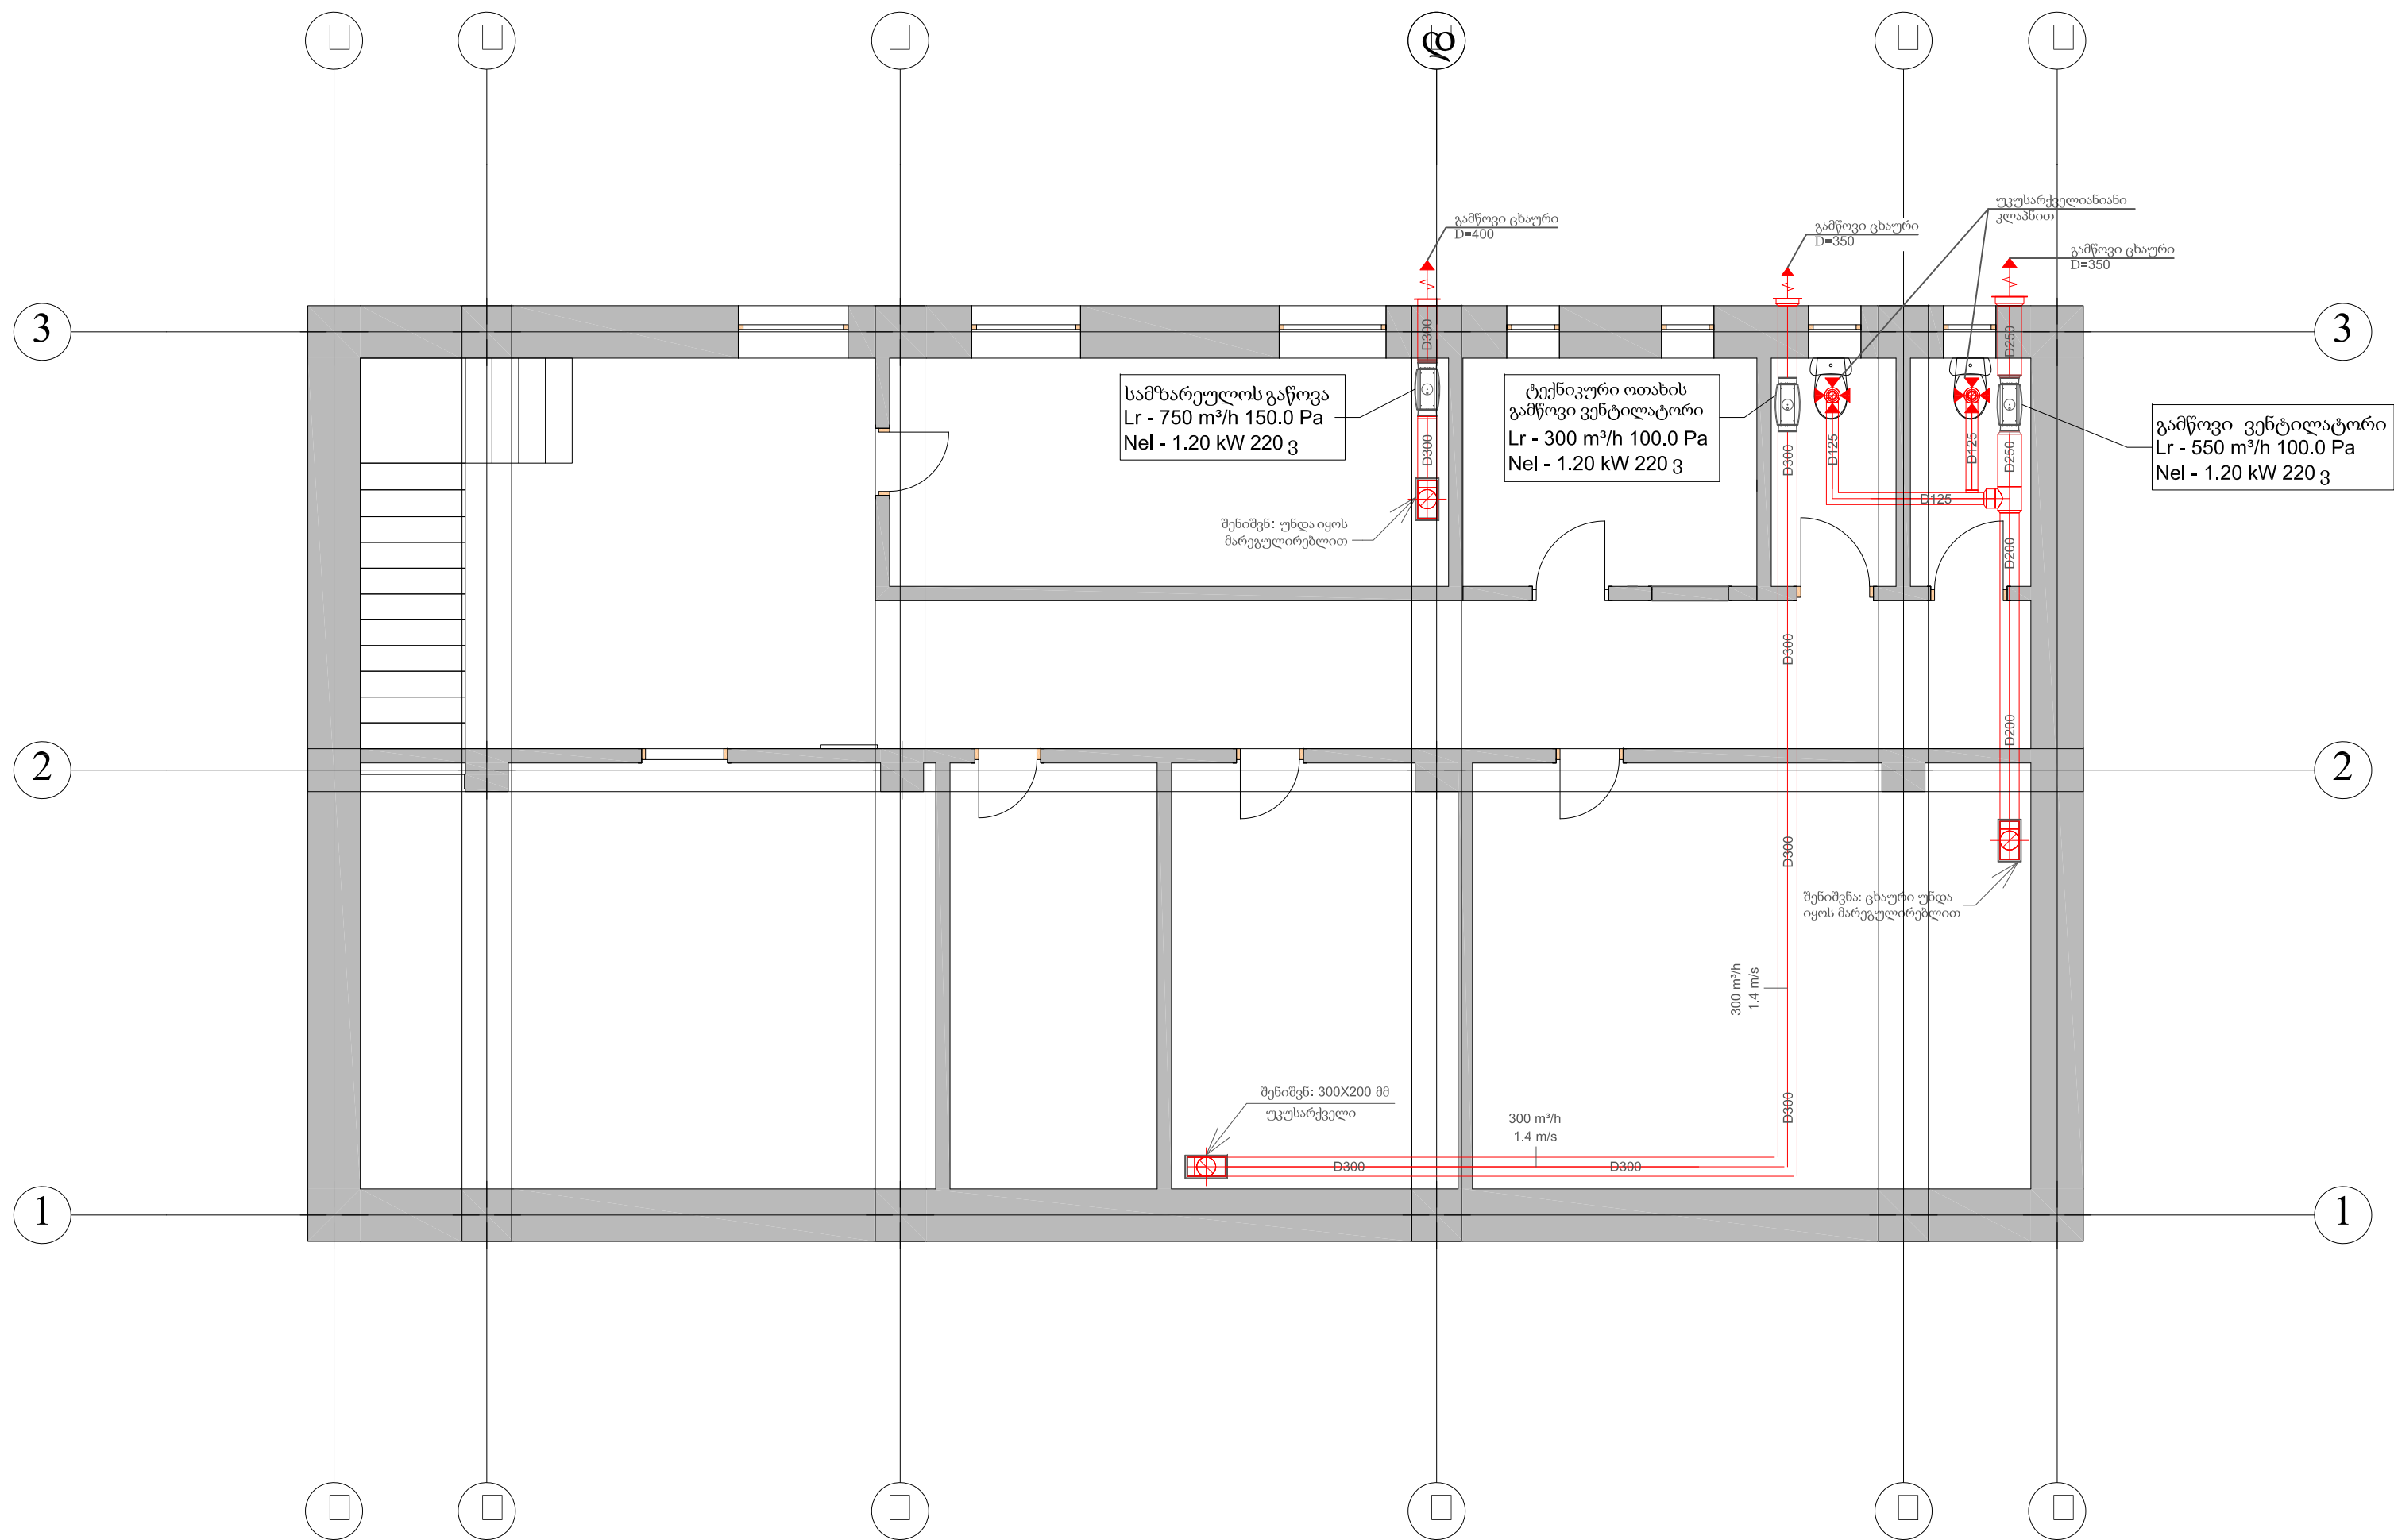 დ
უკუსარქველიანიანი
კლაპნით
გამწოვი ცხაური
D=400
გამწოვი ცხაური
D=350
გამწოვი ცხაური
D=350
3
3
D300
D250
სამზარეულოს გაწოვა
Lr - 750 m³/h 150.0 Pa
Nel - 1.20 kW 220 ვ
ტექნიკური ოთახის
გამწოვი ვენტილატორი
Lr - 300 m³/h 100.0 Pa
Nel - 1.20 kW 220 ვ
გამწოვი ვენტილატორი
Lr - 550 m³/h 100.0 Pa
Nel - 1.20 kW 220 ვ
D300
D300
D125
D125
D250
D125
შენიშვნ: უნდა იყოს
მარეგულირებლით
D200
D300
D200
2
2
D300
შენიშვნა: ცხაური უნდა
იყოს მარეგულირებლით
300 m³/h
1.4 m/s
შენიშვნ: 300X200 მმ
უკუსარქველი
D300
300 m³/h
1.4 m/s
D300
D300
1
1